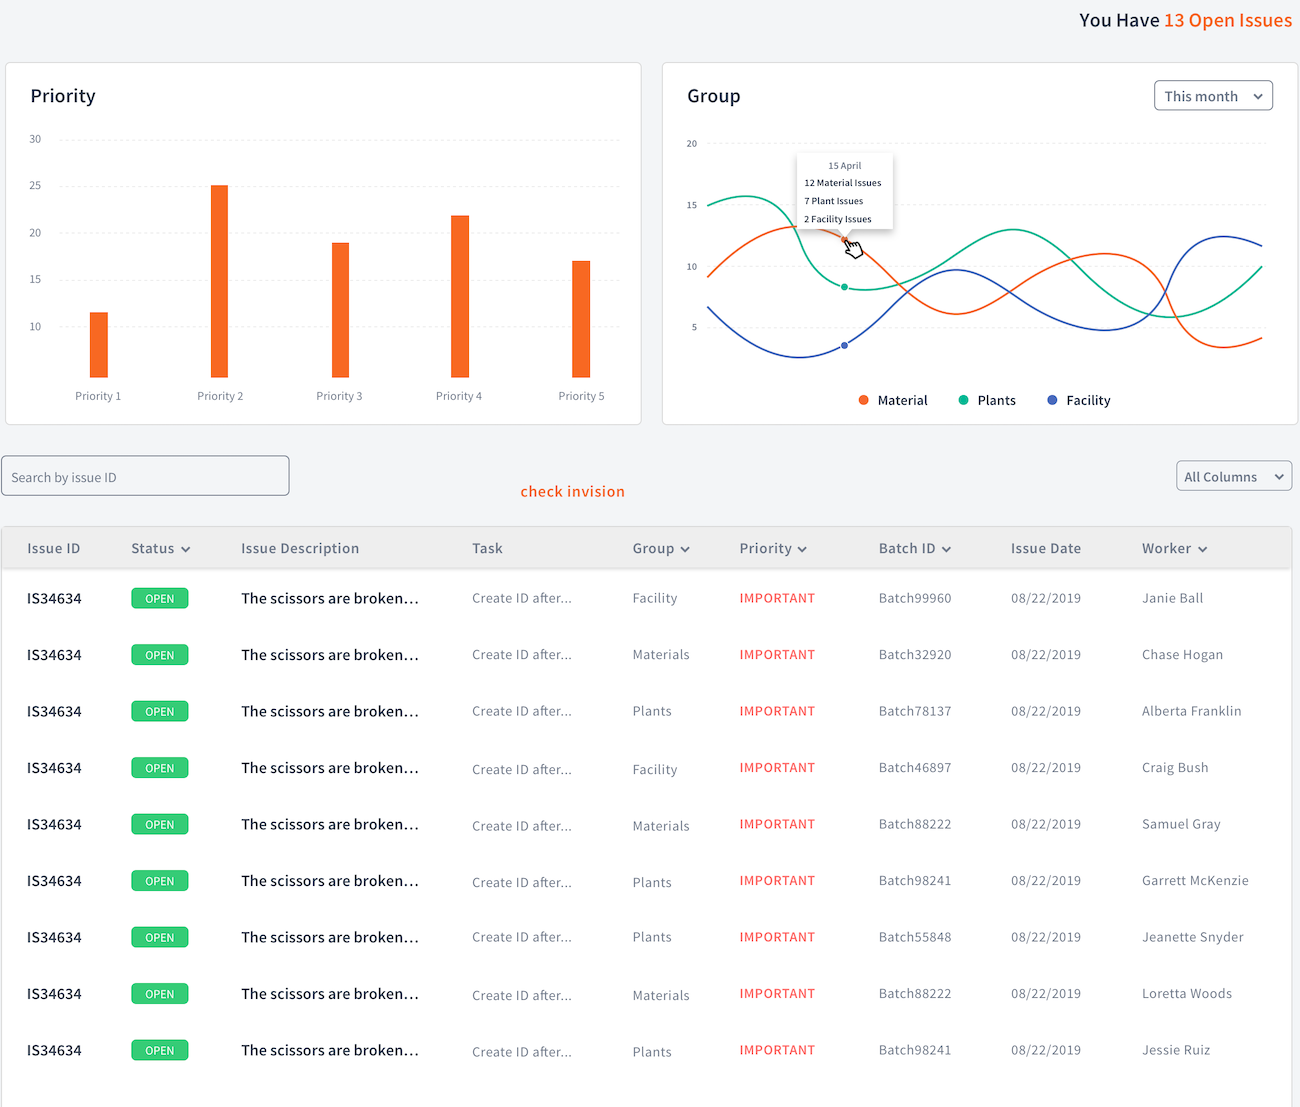 You Have 13 Open Issues
Priority
30
25
20
15
10
Priority 1 Priority 2 Priority 3 Priority 4 Priority 5
Group
This month
20
15
10
5
15 April
12 Material Issues
7 Plant Issues
2 Facility Issues
Material Plants Facility
Search by issue ID
check invision
All Columns
Issue ID Status Issue Description Task Group Priority Batch ID Issue Date Worker
IS34634 OPEN The scissors are broken... Create ID after... Facility IMPORTANT Batch99960 08/22/2019 Janie Ball
IS34634 OPEN The scissors are broken... Create ID after... Materials IMPORTANT Batch32920 08/22/2019 Chase Hogan
IS34634 OPEN The scissors are broken... Create ID after... Plants IMPORTANT Batch78137 08/22/2019 Alberta Franklin
IS34634 OPEN The scissors are broken... Create ID after... Facility IMPORTANT Batch46897 08/22/2019 Craig Bush
IS34634 OPEN The scissors are broken... Create ID after... Materials IMPORTANT Batch88222 08/22/2019 Samuel Gray
IS34634 OPEN The scissors are broken... Create ID after... Plants IMPORTANT Batch98241 08/22/2019 Garrett McKenzie
IS34634 OPEN The scissors are broken... Create ID after... Plants IMPORTANT Batch55848 08/22/2019 Jeanette Snyder
IS34634 OPEN The scissors are broken... Create ID after... Materials IMPORTANT Batch88222 08/22/2019 Loretta Woods
IS34634 OPEN The scissors are broken... Create ID after... Plants IMPORTANT Batch98241 08/22/2019 Jessie Ruiz